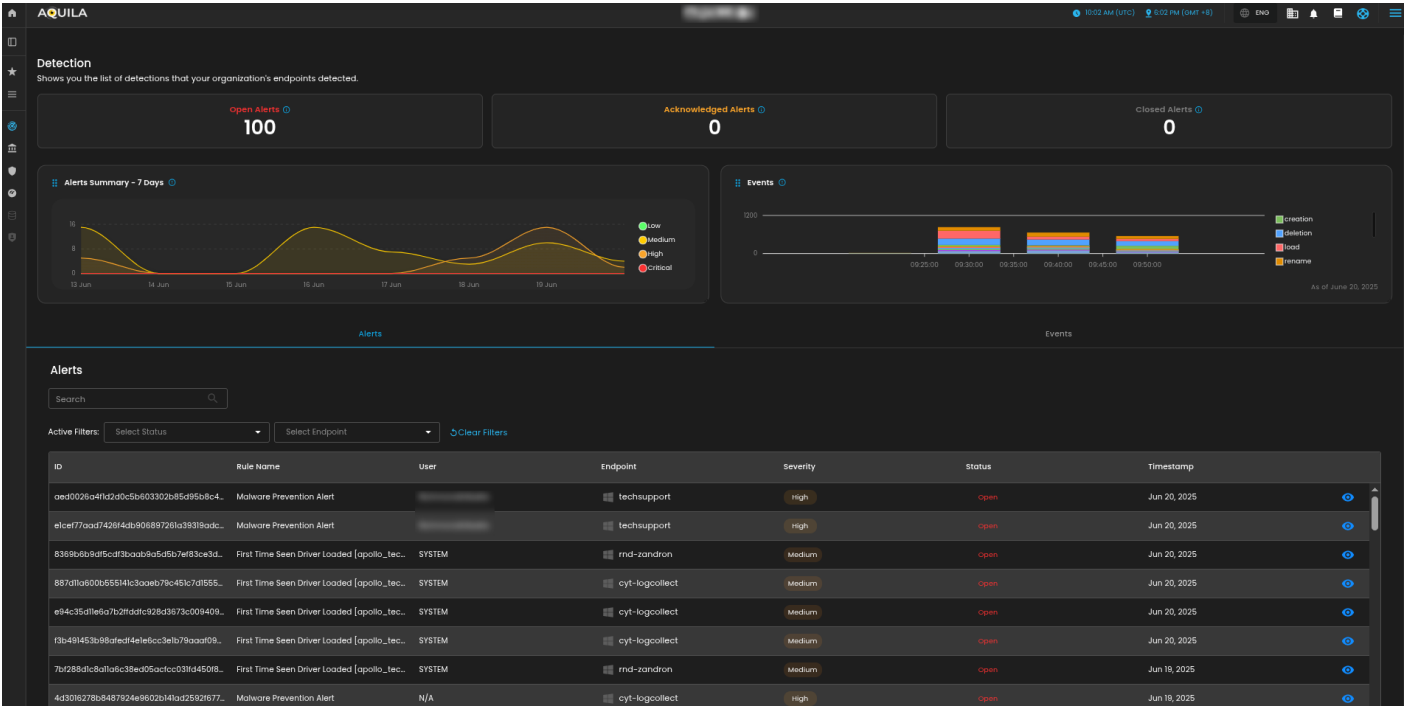 AQUILA
10:02 AM (UTC) 6:02 PM (GMT +8) ENG
Detection
Shows you the list of detections that your organization's endpoints detected.
Open Alerts
100
Acknowledged Alerts
0
Closed Alerts
0
Alerts Summary - 7 Days
16
8
0
13 Jun 14 Jun 15 Jun 16 Jun 17 Jun 18 Jun 19 Jun
Low
Medium
High
Critical
Events
1200
0
09:25:00 09:30:00 09:35:00 09:40:00 09:45:00 09:50:00
creation
deletion
load
rename
As of June 20, 2025
Alerts Events
Alerts
Search
Active Filters: Select Status Select Endpoint Clear Filters
ID Rule Name User Endpoint Severity Status Timestamp
Malware Prevention Alert techsupport High Open Jun 20, 2025
Malware Prevention Alert techsupport High Open Jun 20, 2025
First Time Seen Driver Loaded [apollo_tec... SYSTEM rnd-zandron Medium Open Jun 20, 2025
First Time Seen Driver Loaded [apollo_tec... SYSTEM cyt-logcollect Medium Open Jun 20, 2025
First Time Seen Driver Loaded [apollo_tec... SYSTEM cyt-logcollect Medium Open Jun 20, 2025
First Time Seen Driver Loaded [apollo_tec... SYSTEM cyt-logcollect Medium Open Jun 20, 2025
First Time Seen Driver Loaded [apollo_tec... SYSTEM rnd-zandron Medium Open Jun 19, 2025
Malware Prevention Alert N/A cyt-logcollect High Open Jun 19, 2025